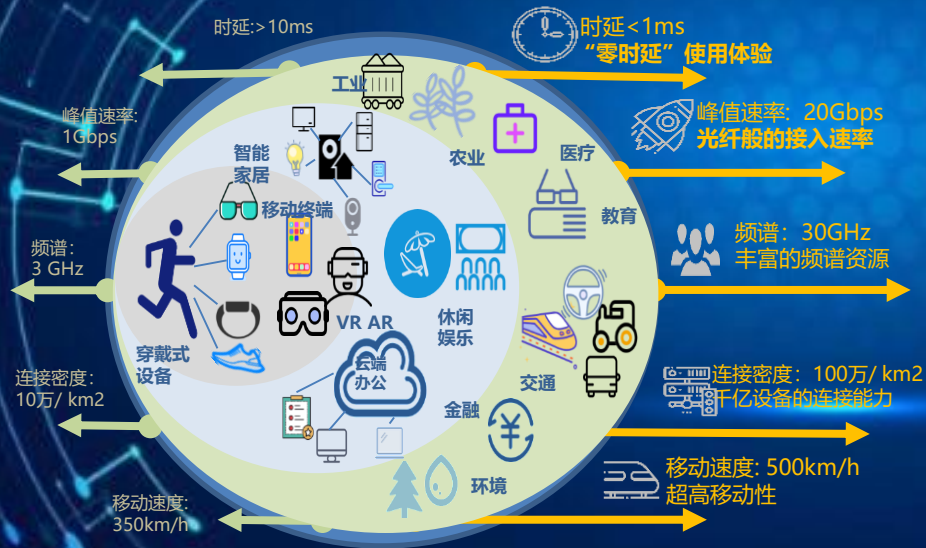 时延:>10ms
时延<1ms
“零时延”使用体验
峰值速率:
1Gbps
峰值速率: 20Gbps
光纤般的接入速率
频谱:
3 GHz
频谱: 30GHz
丰富的频谱资源
连接密度:
10万/ km2
连接密度: 100万/ km2
千亿设备的连接能力
移动速度:
350km/h
移动速度: 500km/h
超高移动性
工业
农业
医疗
教育
智能
家居
移动终端
穿戴式
设备
VR AR
休闲
娱乐
云端
办公
交通
金融
环境